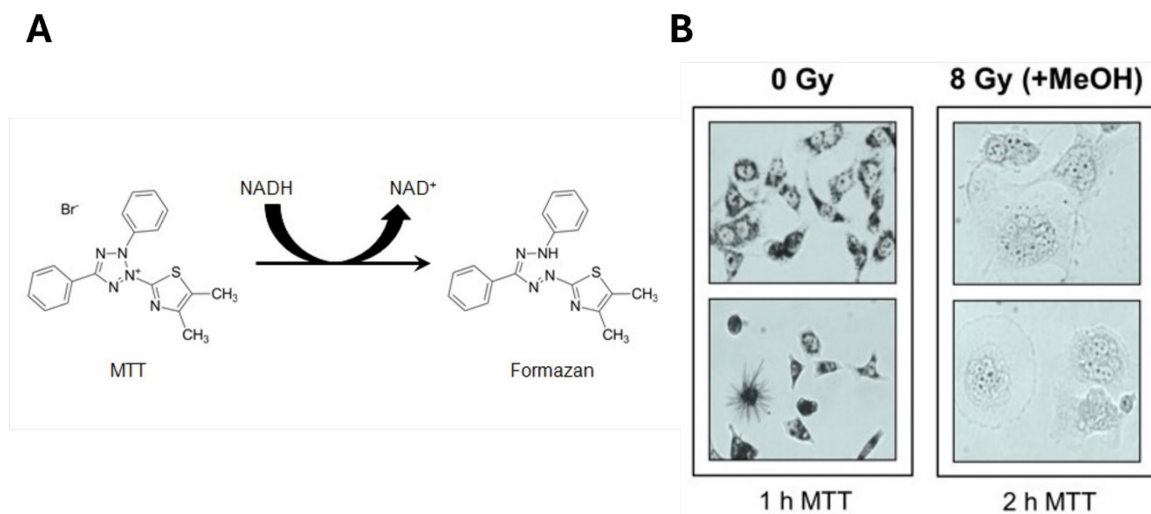 A
B
0 Gy
8 Gy (+MeOH)
NADH
NAD⁺
Br⁻
N
N
N
N⁺
S
N
CH₃
CH₃
N
NH
N
N
S
N
CH₃
CH₃
MTT
Formazan
1 h MTT
2 h MTT